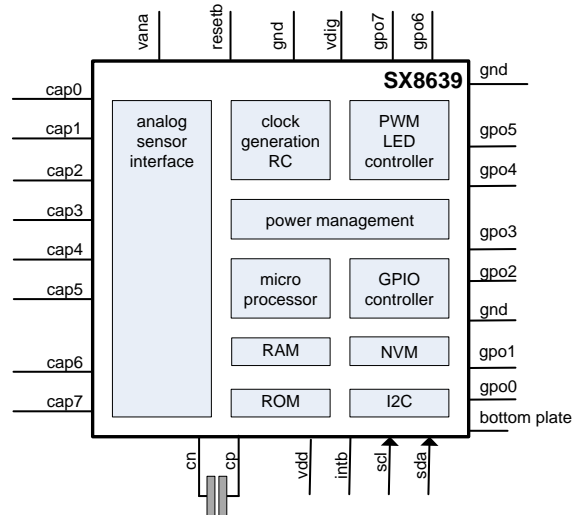 vana
resetb
gnd
vdig
gpo7
gpo6
SX8639
gnd
cap0
cap1
cap2
cap3
cap4
cap5
cap6
cap7
analog
sensor
interface
clock
generation
RC
PWM
LED
controller
power management
micro
processor
GPIO
controller
RAM
NVM
ROM
I2C
gpo5
gpo4
gpo3
gpo2
gnd
gpo1
gpo0
bottom plate
cn
cp
vdd
intb
scl
sda